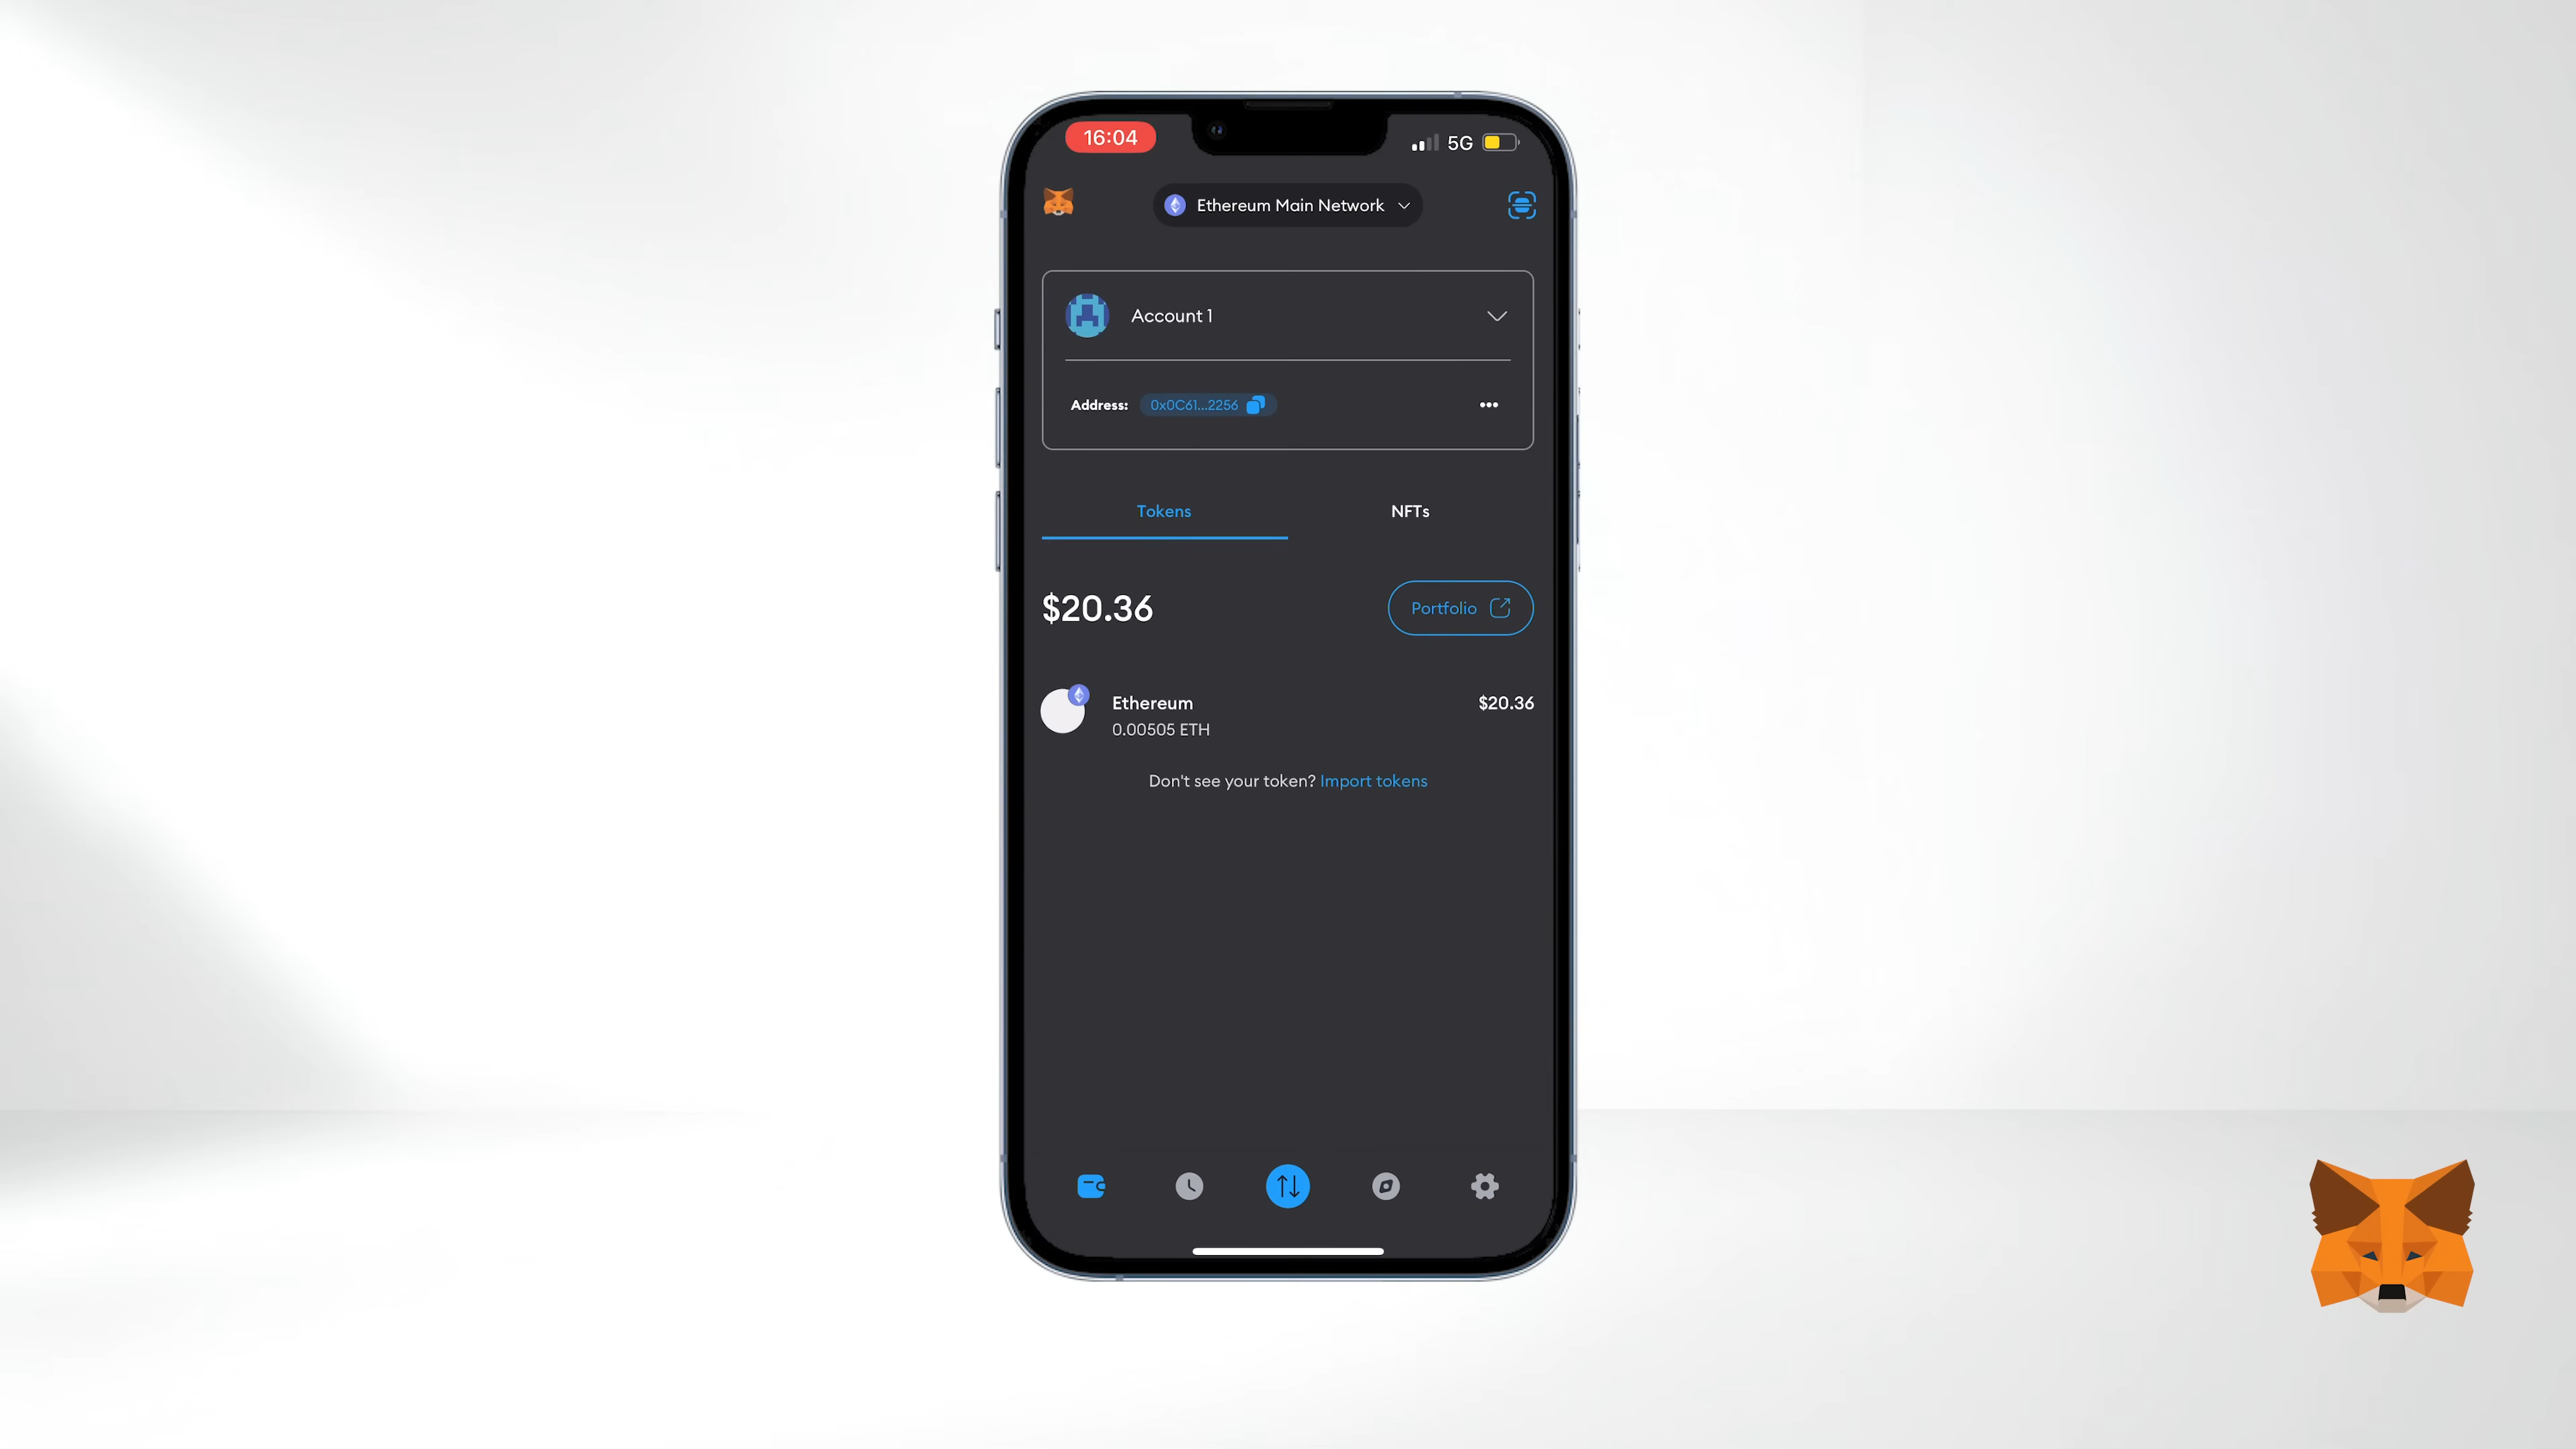 16:04
5G
Ethereum Main Network
Account 1
Address: 0x0C61...2256
Tokens NFTs
$20.36 Portfolio
Ethereum $20.36
0.00505 ETH
Don't see your token? Import tokens